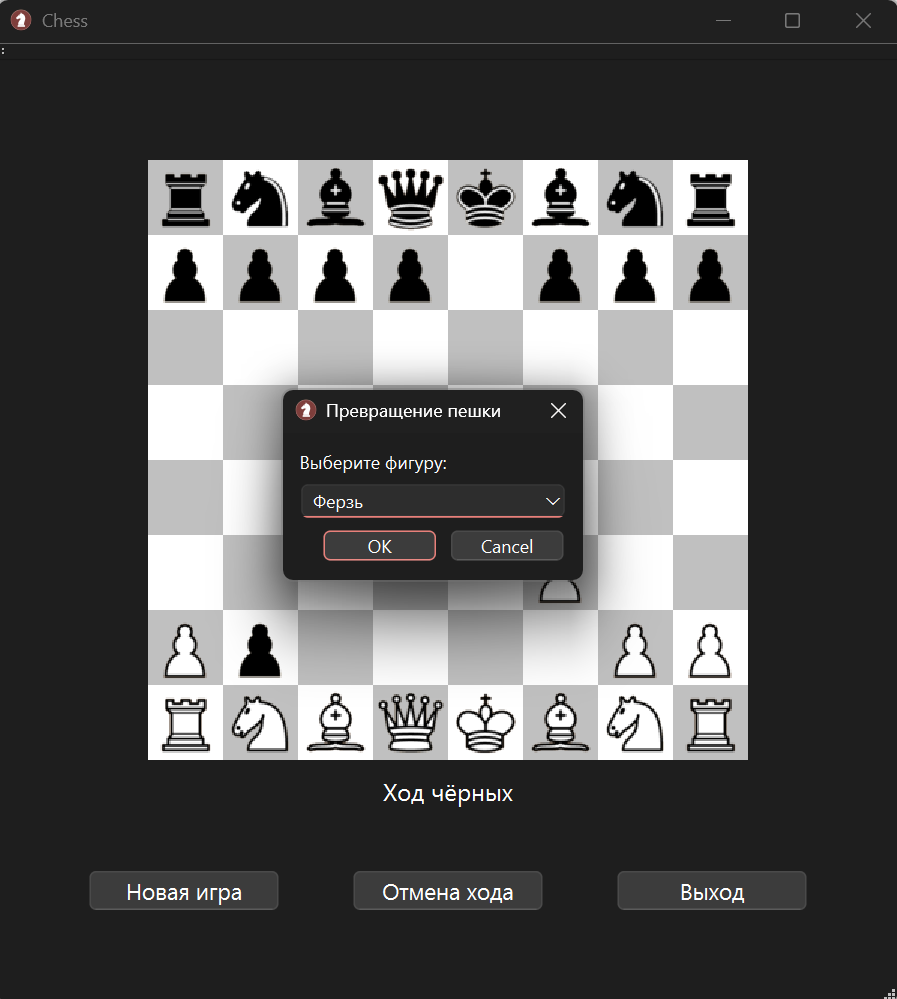 Chess
Превращение пешки
Выберите фигуру:
Ферзь
OK
Cancel
Ход чёрных
Новая игра
Отмена хода
Выход